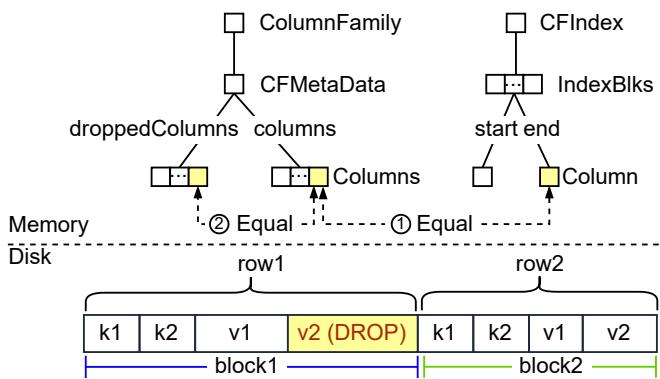 ColumnFamily
CFIndex
CFMetaData
... IndexBlks
droppedColumns columns
start end
... ... Columns
Column
② Equal
① Equal
Memory
Disk
row1
row2
k1 k2 v1 v2 (DROP) k1 k2 v1 v2
block1
block2